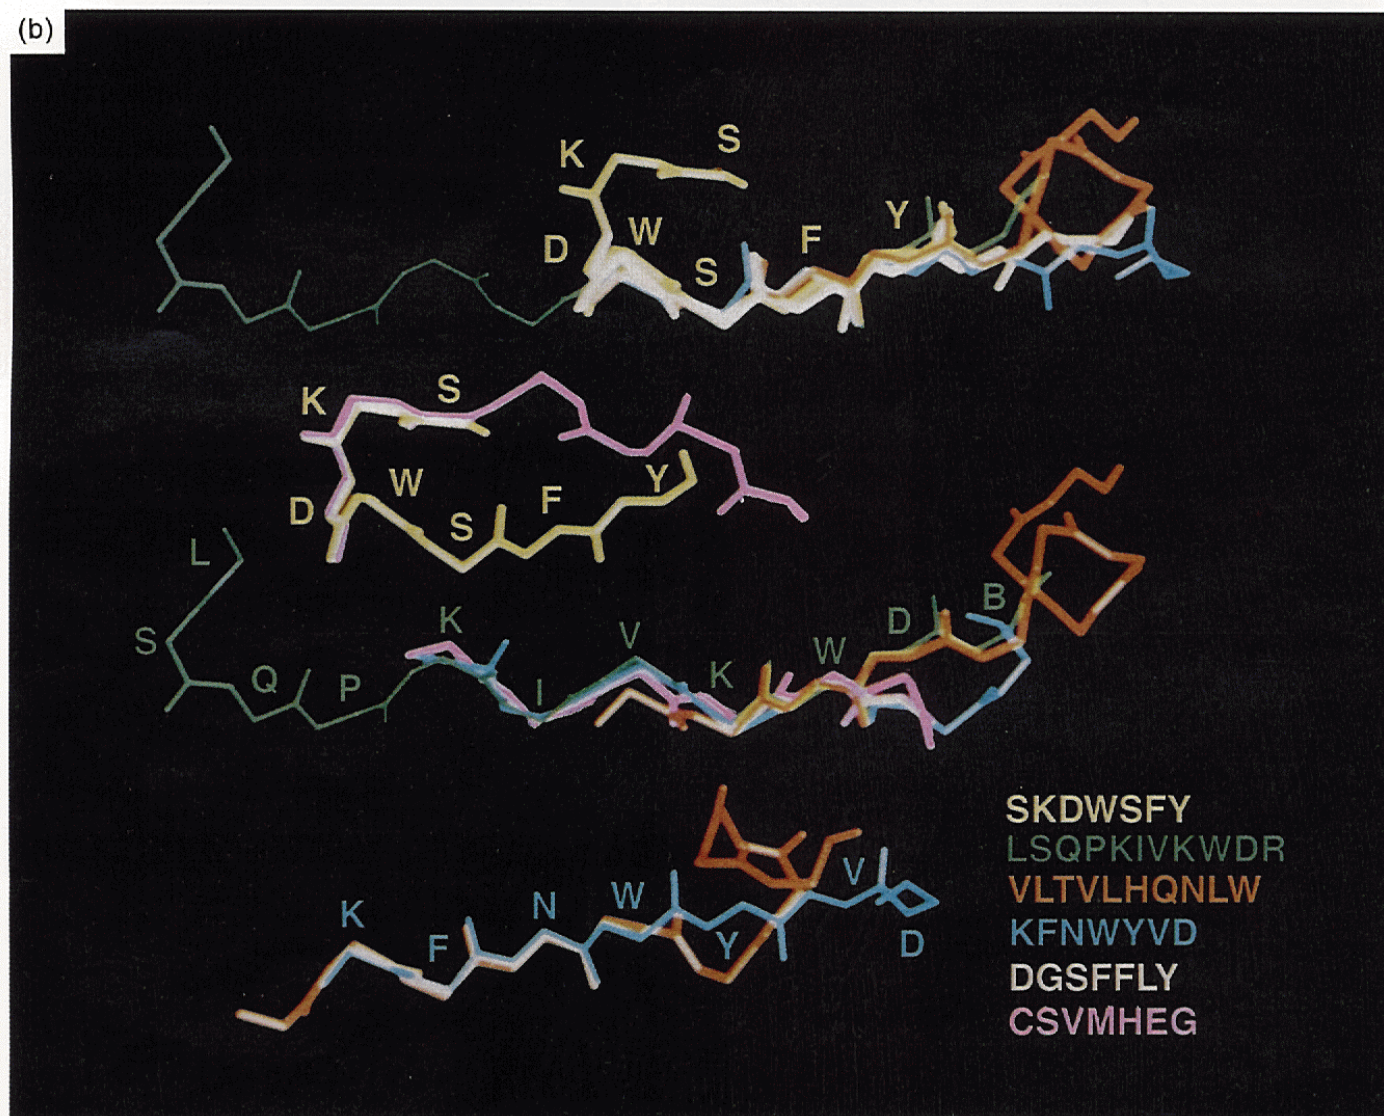 (b)
K S
D W S F Y
K S
D W S F Y
L
S Q P K I V K W D B
K F N W Y V D
SKDWSFY
LSQPKIVKWDR
VLTVLHQNLW
KFNWYVD
DGSFFLY
CSVMHEG